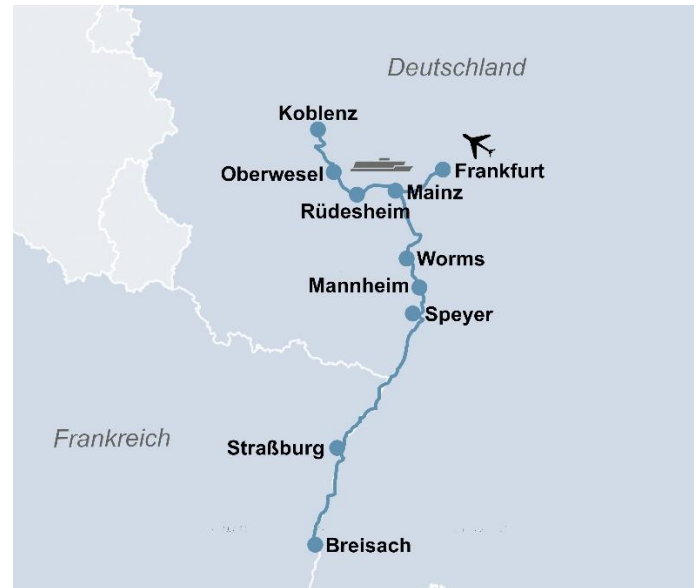 Deutschland
Koblenz
Oberwesel
Frankfurt
Mainz
Rüdesheim
Worms
Mannheim
Speyer
Frankreich
Straßburg
Breisach